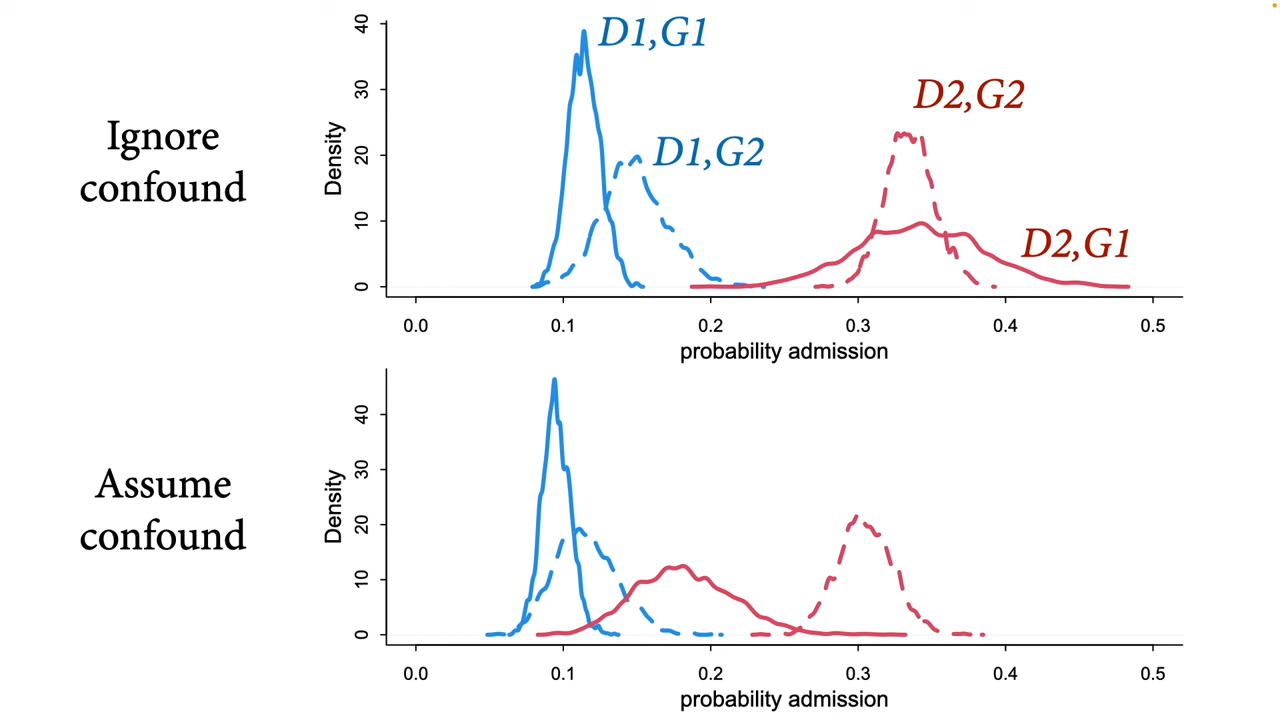 Ignore
confound
Density
0
10
20
30
40
D1,G1
D1,G2
D2,G2
D2,G1
0.0 0.1 0.2 0.3 0.4 0.5
probability admission
Assume
confound
Density
0
10
20
30
40
0.0 0.1 0.2 0.3 0.4 0.5
probability admission